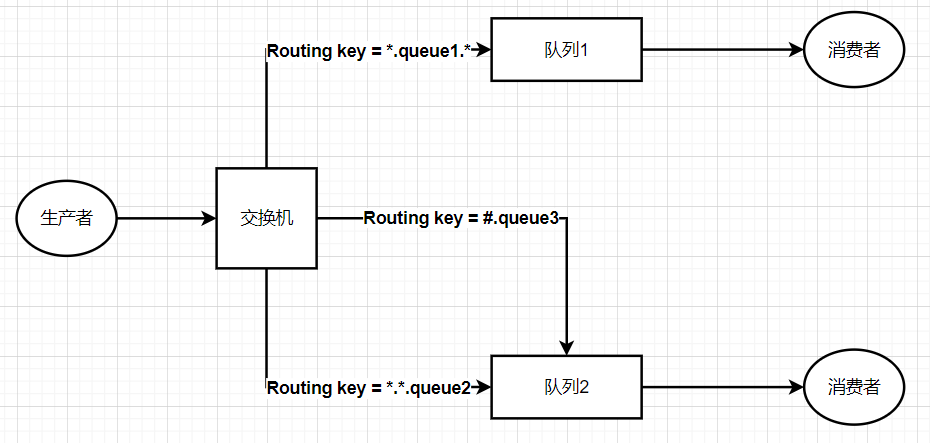 Routing key = *.queue1.*
队列1
消费者
生产者
交换机
Routing key = #.queue3
Routing key = *.*.queue2
队列2
消费者